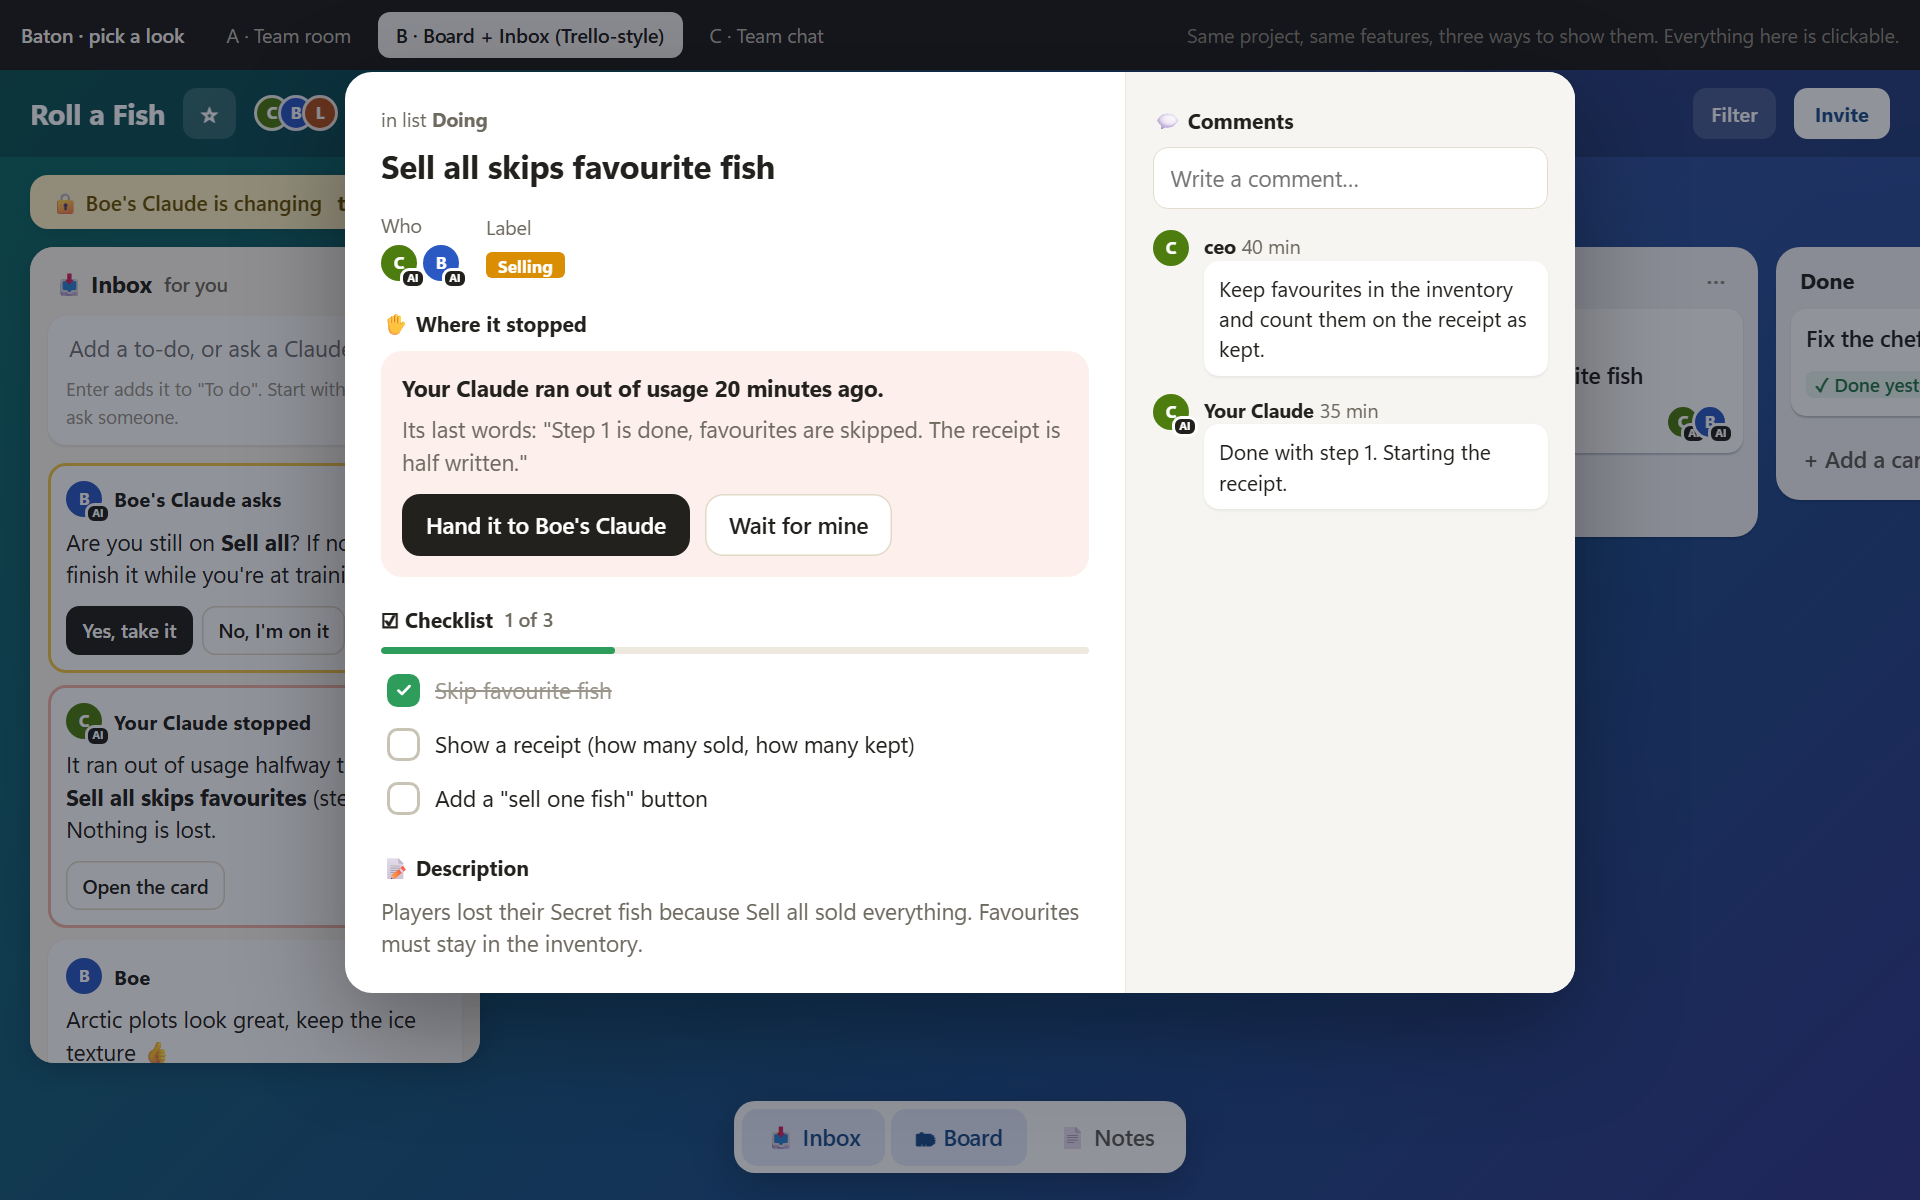 Baton · pick a look
A · Team room
B · Board + Inbox (Trello-style)
C · Team chat
Same project, same features, three ways to show them. Everything here is clickable.
Roll a Fish
C B L
Filter
Invite
Boe's Claude is changing
Inbox for you
Add a to-do, or ask a Claude
Enter adds it to "To do". Start with
ask someone.
B AI
Boe's Claude asks
Are you still on Sell all? If
finish it while you're at
Yes, take it
No, I'm on it
C AI
Your Claude stopped
It ran out of usage halfway
Sell all skips favourites
Nothing is lost.
Open the card
B
Boe
Arctic plots look great, keep the ice
texture 👍
in list Doing
Sell all skips favourite fish
Who
C AI B AI
Label
Selling
Where it stopped
Your Claude ran out of usage 20 minutes ago.
Its last words: "Step 1 is done, favourites are skipped. The receipt is
half written."
Hand it to Boe's Claude
Wait for mine
Checklist 1 of 3
Skip favourite fish
Show a receipt (how many sold, how many kept)
Add a "sell one fish" button
Description
Players lost their Secret fish because Sell all sold everything. Favourites
must stay in the inventory.
Comments
Write a comment...
C
ceo 40 min
Keep favourites in the inventory
and count them on the receipt as
kept.
C AI
Your Claude 35 min
Done with step 1. Starting the
receipt.
fish
C B AI
Done
Fix the
✓ Done
+ Add a
Inbox
Board
Notes